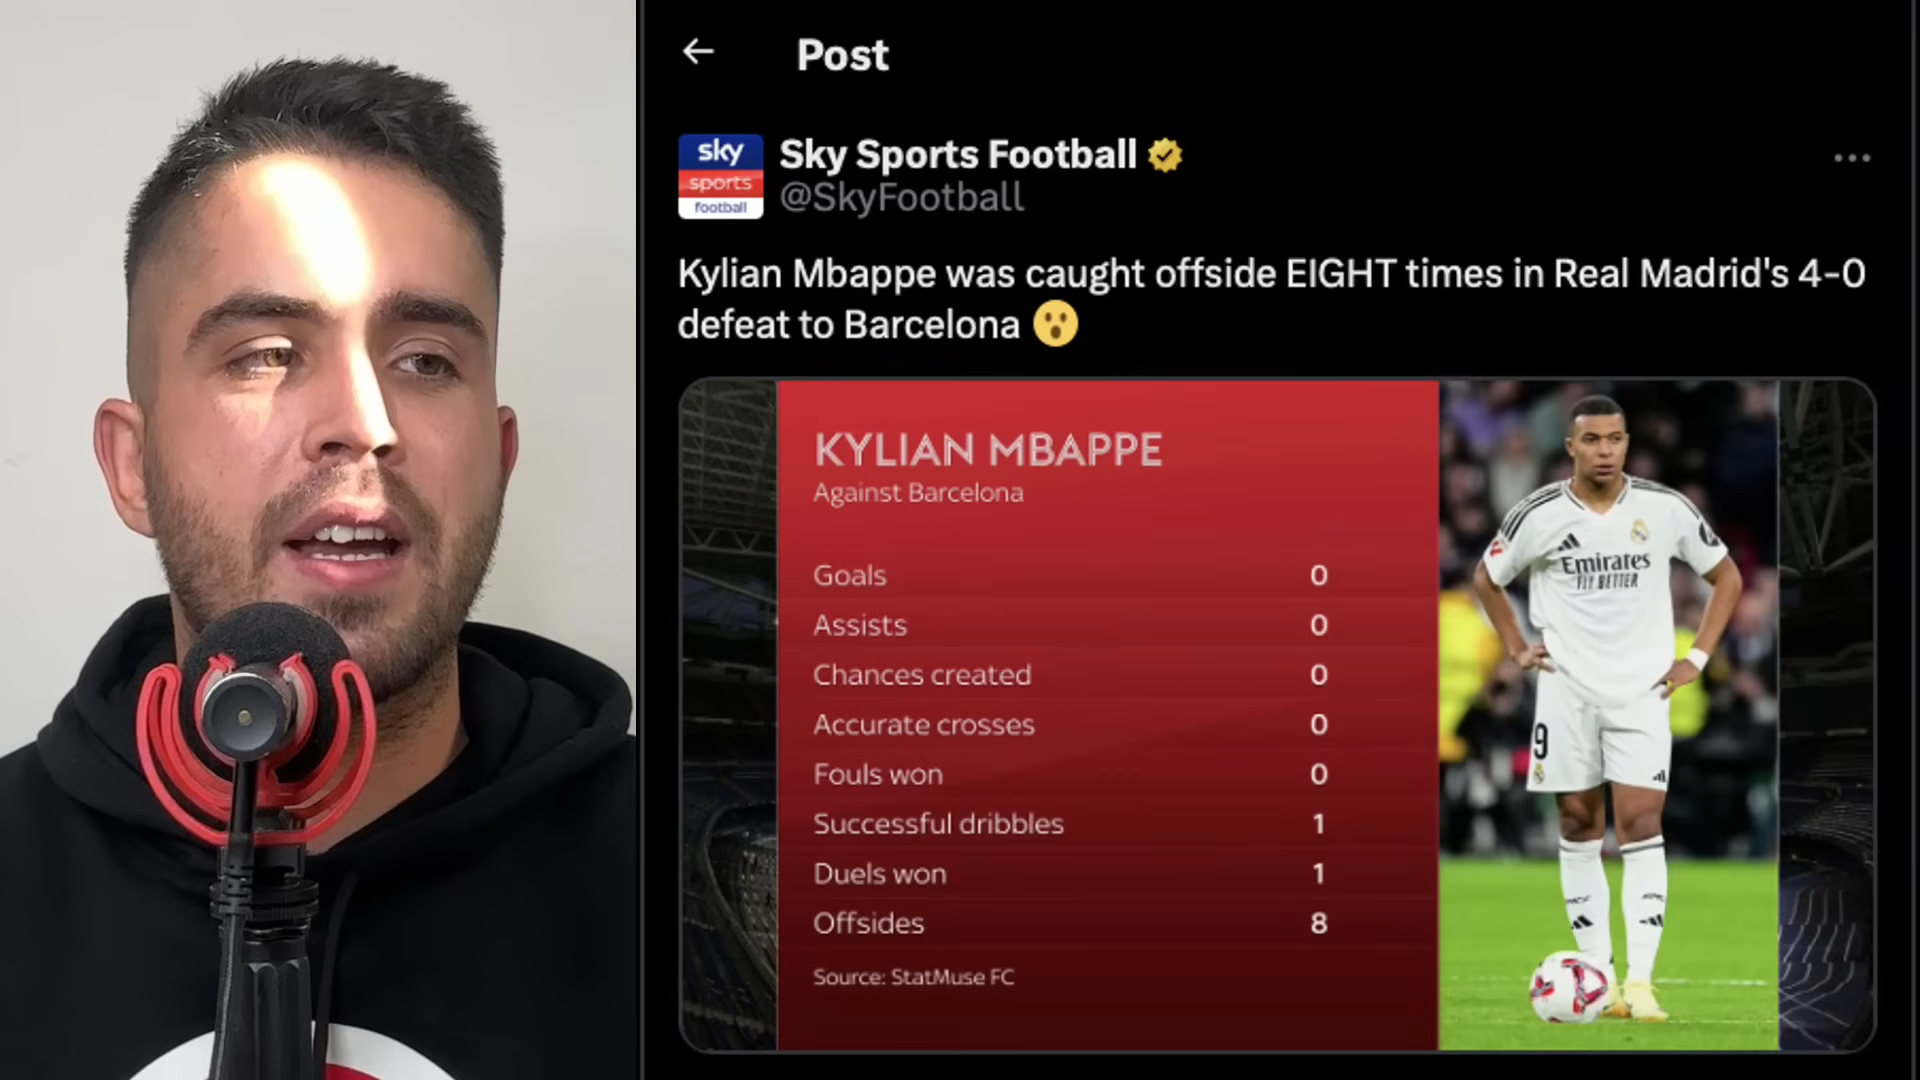 Post
sky
sports
football
Sky Sports Football
@SkyFootball
Kylian Mbappe was caught offside EIGHT times in Real Madrid's 4-0
defeat to Barcelona 😮
KYLIAN MBAPPE
Against Barcelona
Goals 0
Assists 0
Chances created 0
Accurate crosses 0
Fouls won 0
Successful dribbles 1
Duels won 1
Offsides 8
Source: StatMuse FC
Emirates
FLY BETTER
9